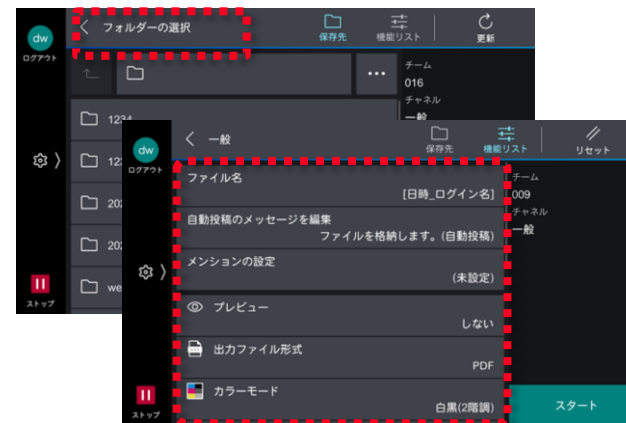 dw
ログアウト
フォルダーの選択
保存先
機能リスト
更新
チーム
016
チャネル
一般
1234
ストップ
dw
ログアウト
一般
保存先
機能リスト
リセット
ファイル名
[日時_ログイン名]
自動投稿のメッセージを編集
ファイルを格納します。(自動投稿)
メンションの設定
(未設定)
プレビュー
しない
出力ファイル形式
PDF
カラーモード
白黒(2階調)
チーム
009
チャネル
一般
ストップ
スタート